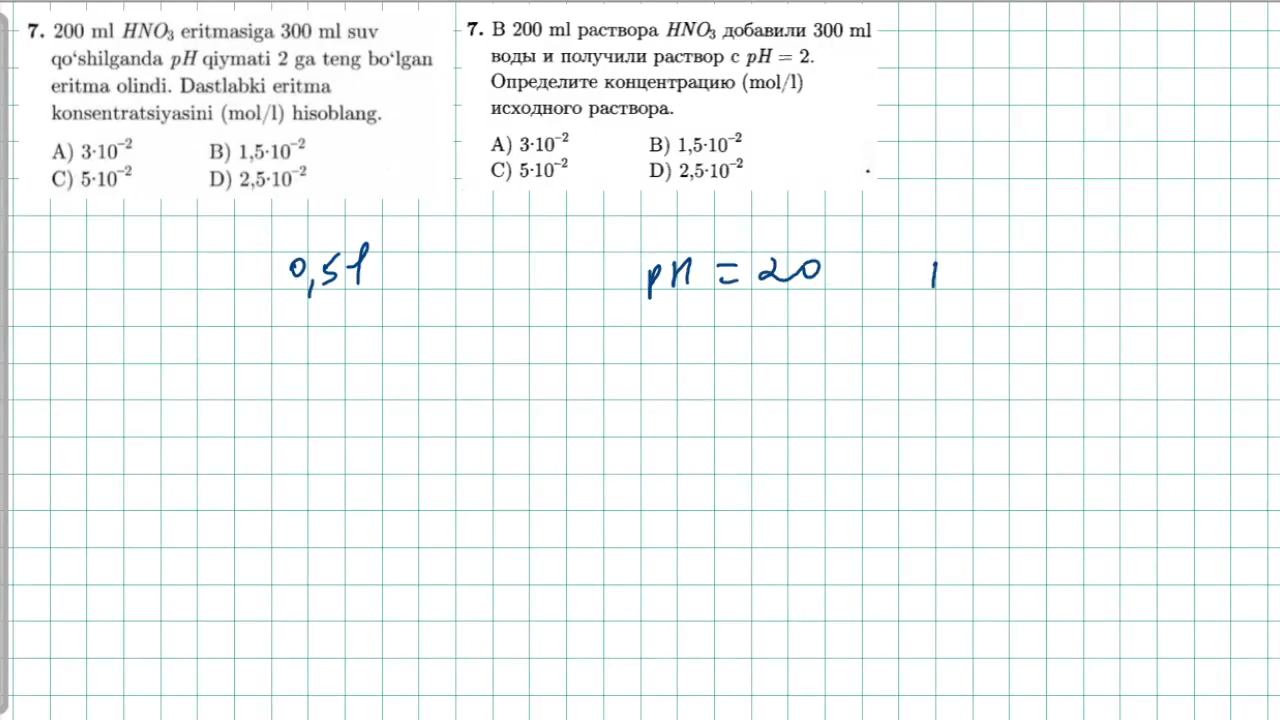 7. 200 ml HNO₃ eritmasiga 300 ml suv
qo‘shilganda pH qiymati 2 ga teng bo‘lgan
eritma olindi. Dastlabki eritma
konsentratsiyasini (mol/l) hisoblang.
A) 3·10⁻² B) 1,5·10⁻²
C) 5·10⁻² D) 2,5·10⁻²
7. В 200 ml раствора HNO₃ добавили 300 ml
воды и получили раствор с pH = 2.
Определите концентрацию (mol/l)
исходного раствора.
A) 3·10⁻² B) 1,5·10⁻²
C) 5·10⁻² D) 2,5·10⁻²
0,5 l pH = 20